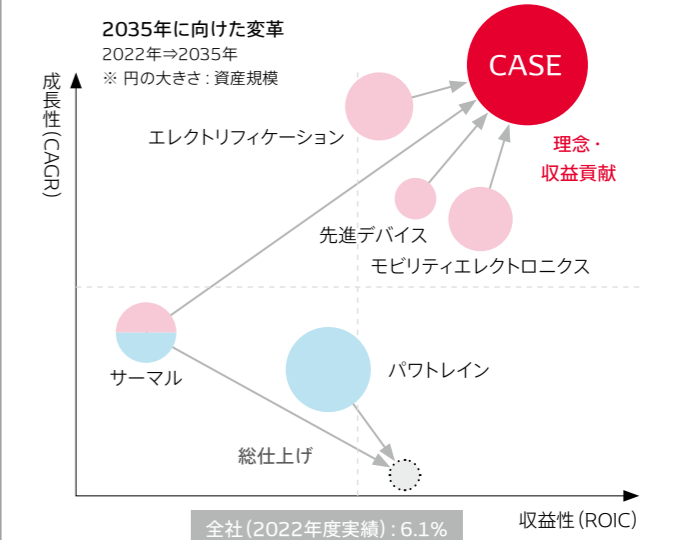 2035年に向けた変革
2022年⇒2035年
※ 円の大きさ：資産規模
成長性(CAGR)
CASE
エレクトリフィケーション
理念・
収益貢献
先進デバイス
モビリティエレクトロニクス
サーマル
パワトレイン
総仕上げ
収益性(ROIC)
全社(2022年度実績)：6.1%